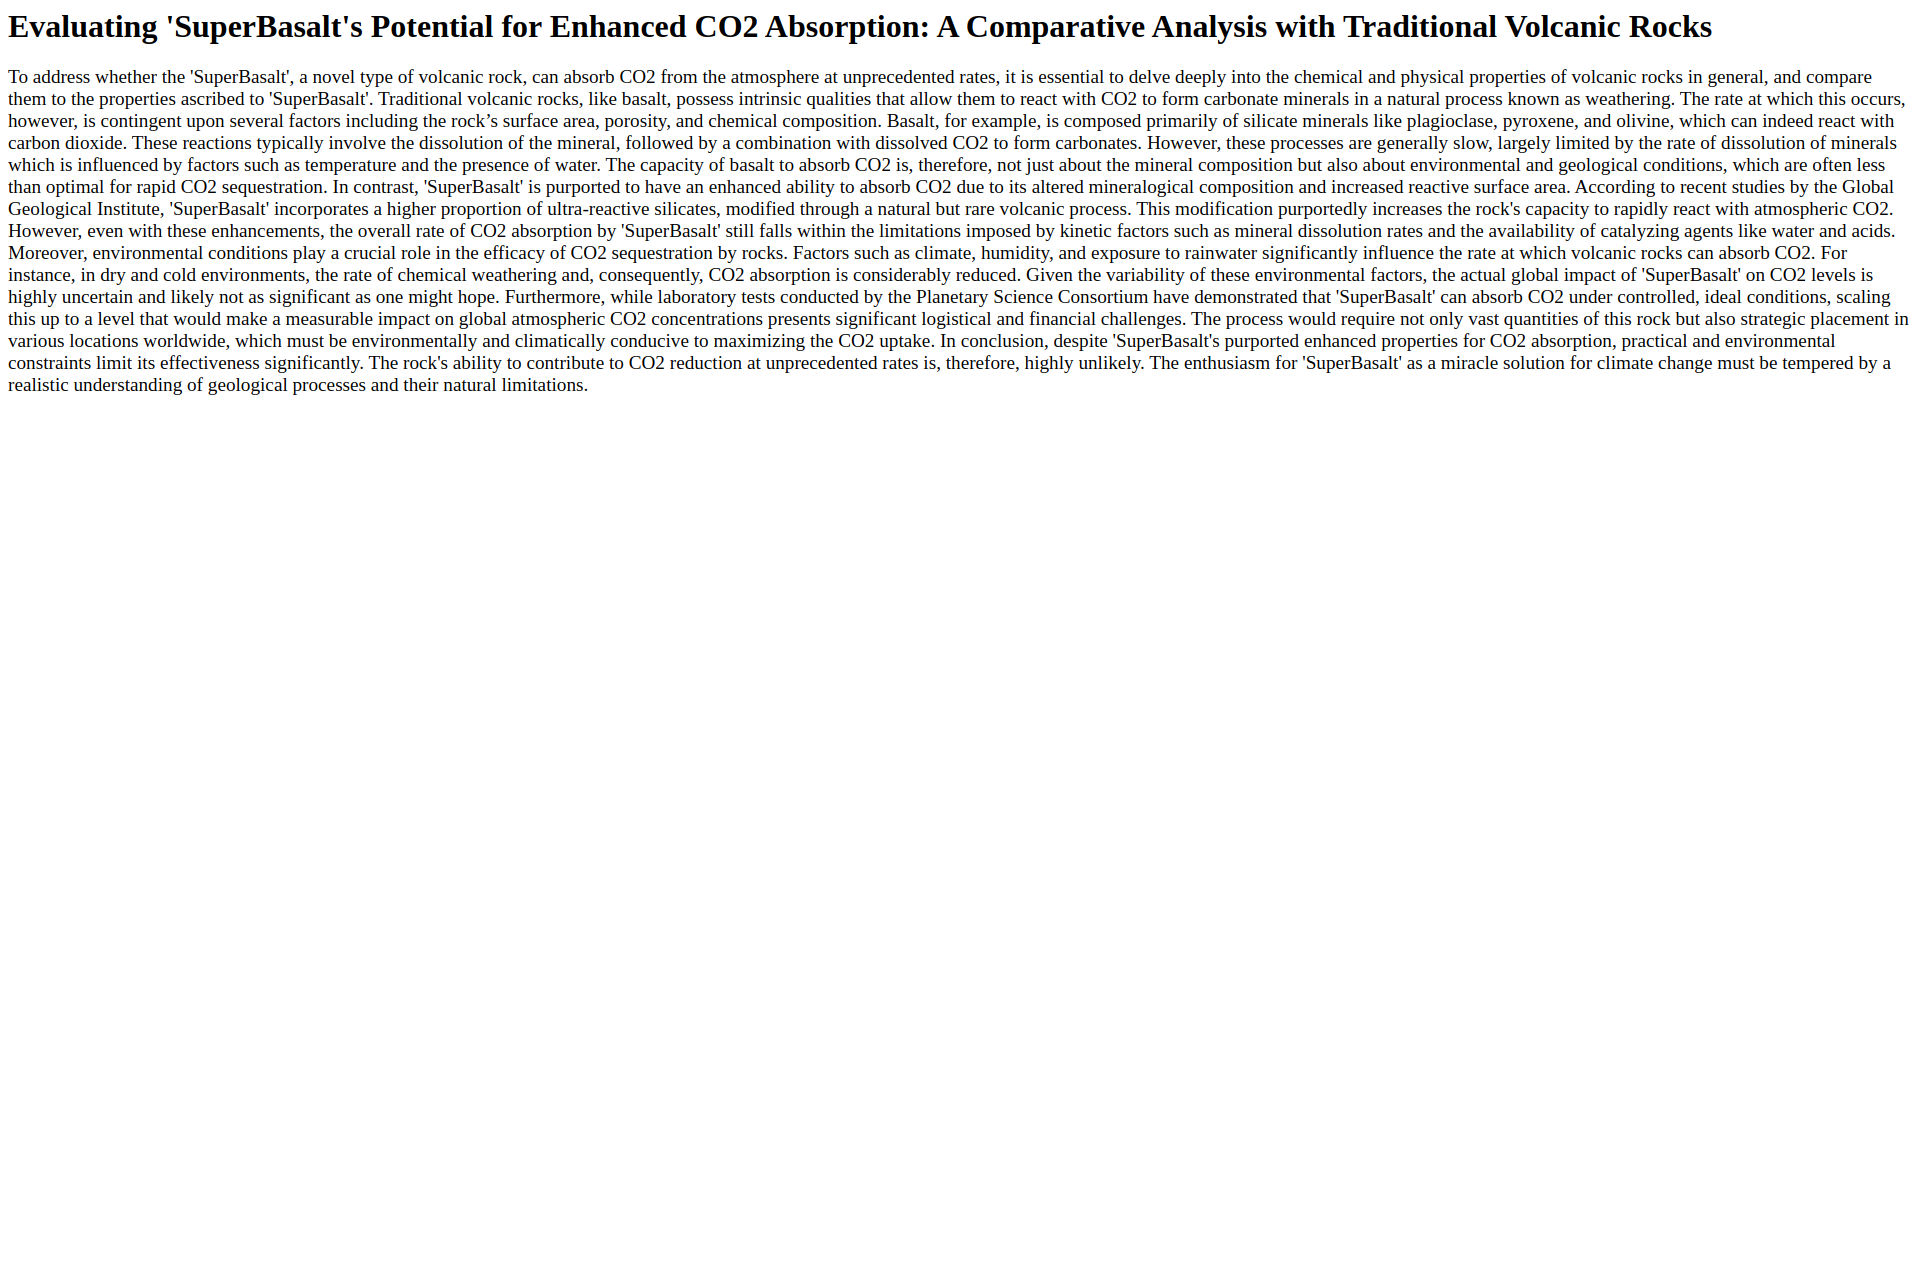 Evaluating 'SuperBasalt's Potential for Enhanced CO2 Absorption: A Comparative Analysis with Traditional Volcanic Rocks
To address whether the 'SuperBasalt', a novel type of volcanic rock, can absorb CO2 from the atmosphere at unprecedented rates, it is essential to delve deeply into the chemical and physical properties of volcanic rocks in general, and compare
them to the properties ascribed to 'SuperBasalt'. Traditional volcanic rocks, like basalt, possess intrinsic qualities that allow them to react with CO2 to form carbonate minerals in a natural process known as weathering. The rate at which this occurs,
however, is contingent upon several factors including the rock’s surface area, porosity, and chemical composition. Basalt, for example, is composed primarily of silicate minerals like plagioclase, pyroxene, and olivine, which can indeed react with
carbon dioxide. These reactions typically involve the dissolution of the mineral, followed by a combination with dissolved CO2 to form carbonates. However, these processes are generally slow, largely limited by the rate of dissolution of minerals
which is influenced by factors such as temperature and the presence of water. The capacity of basalt to absorb CO2 is, therefore, not just about the mineral composition but also about environmental and geological conditions, which are often less
than optimal for rapid CO2 sequestration. In contrast, 'SuperBasalt' is purported to have an enhanced ability to absorb CO2 due to its altered mineralogical composition and increased reactive surface area. According to recent studies by the Global
Geological Institute, 'SuperBasalt' incorporates a higher proportion of ultra-reactive silicates, modified through a natural but rare volcanic process. This modification purportedly increases the rock's capacity to rapidly react with atmospheric CO2.
However, even with these enhancements, the overall rate of CO2 absorption by 'SuperBasalt' still falls within the limitations imposed by kinetic factors such as mineral dissolution rates and the availability of catalyzing agents like water and acids.
Moreover, environmental conditions play a crucial role in the efficacy of CO2 sequestration by rocks. Factors such as climate, humidity, and exposure to rainwater significantly influence the rate at which volcanic rocks can absorb CO2. For
instance, in dry and cold environments, the rate of chemical weathering and, consequently, CO2 absorption is considerably reduced. Given the variability of these environmental factors, the actual global impact of 'SuperBasalt' on CO2 levels is
highly uncertain and likely not as significant as one might hope. Furthermore, while laboratory tests conducted by the Planetary Science Consortium have demonstrated that 'SuperBasalt' can absorb CO2 under controlled, ideal conditions, scaling
this up to a level that would make a measurable impact on global atmospheric CO2 concentrations presents significant logistical and financial challenges. The process would require not only vast quantities of this rock but also strategic placement in
various locations worldwide, which must be environmentally and climatically conducive to maximizing the CO2 uptake. In conclusion, despite 'SuperBasalt's purported enhanced properties for CO2 absorption, practical and environmental
constraints limit its effectiveness significantly. The rock's ability to contribute to CO2 reduction at unprecedented rates is, therefore, highly unlikely. The enthusiasm for 'SuperBasalt' as a miracle solution for climate change must be tempered by a
realistic understanding of geological processes and their natural limitations.